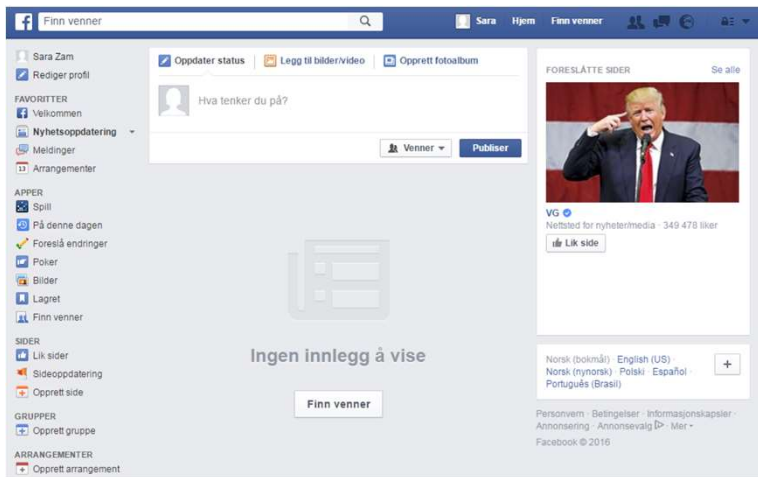 f
Finn venner
Sara
Hjem
Finn venner
Sara Zam
Rediger profil
FAVORITTER
Velkommen
Nyhetsoppdatering
Meldinger
13 Arrangementer
APPER
Spill
På denne dagen
Foreslå endringer
Poker
Bilder
Lagret
Finn venner
SIDER
Lik sider
Sideoppdatering
Opprett side
GRUPPER
Opprett gruppe
ARRANGEMENTER
Opprett arrangement
Oppdater status
Legg til bilder/video
Opprett fotoalbum
Hva tenker du på?
Venner
Publiser
Ingen innlegg å vise
Finn venner
FORESLÅTTE SIDER
Se alle
VG
Nettsted for nyheter/media · 349 478 liker
Lik side
Norsk (bokmål) · English (US) ·
Norsk (nynorsk) · Polski · Español ·
Português (Brasil)
+
Personvern · Betingelser · Informasjonskapsler ·
Annonsering · Annonsevalg · Mer
Facebook © 2016